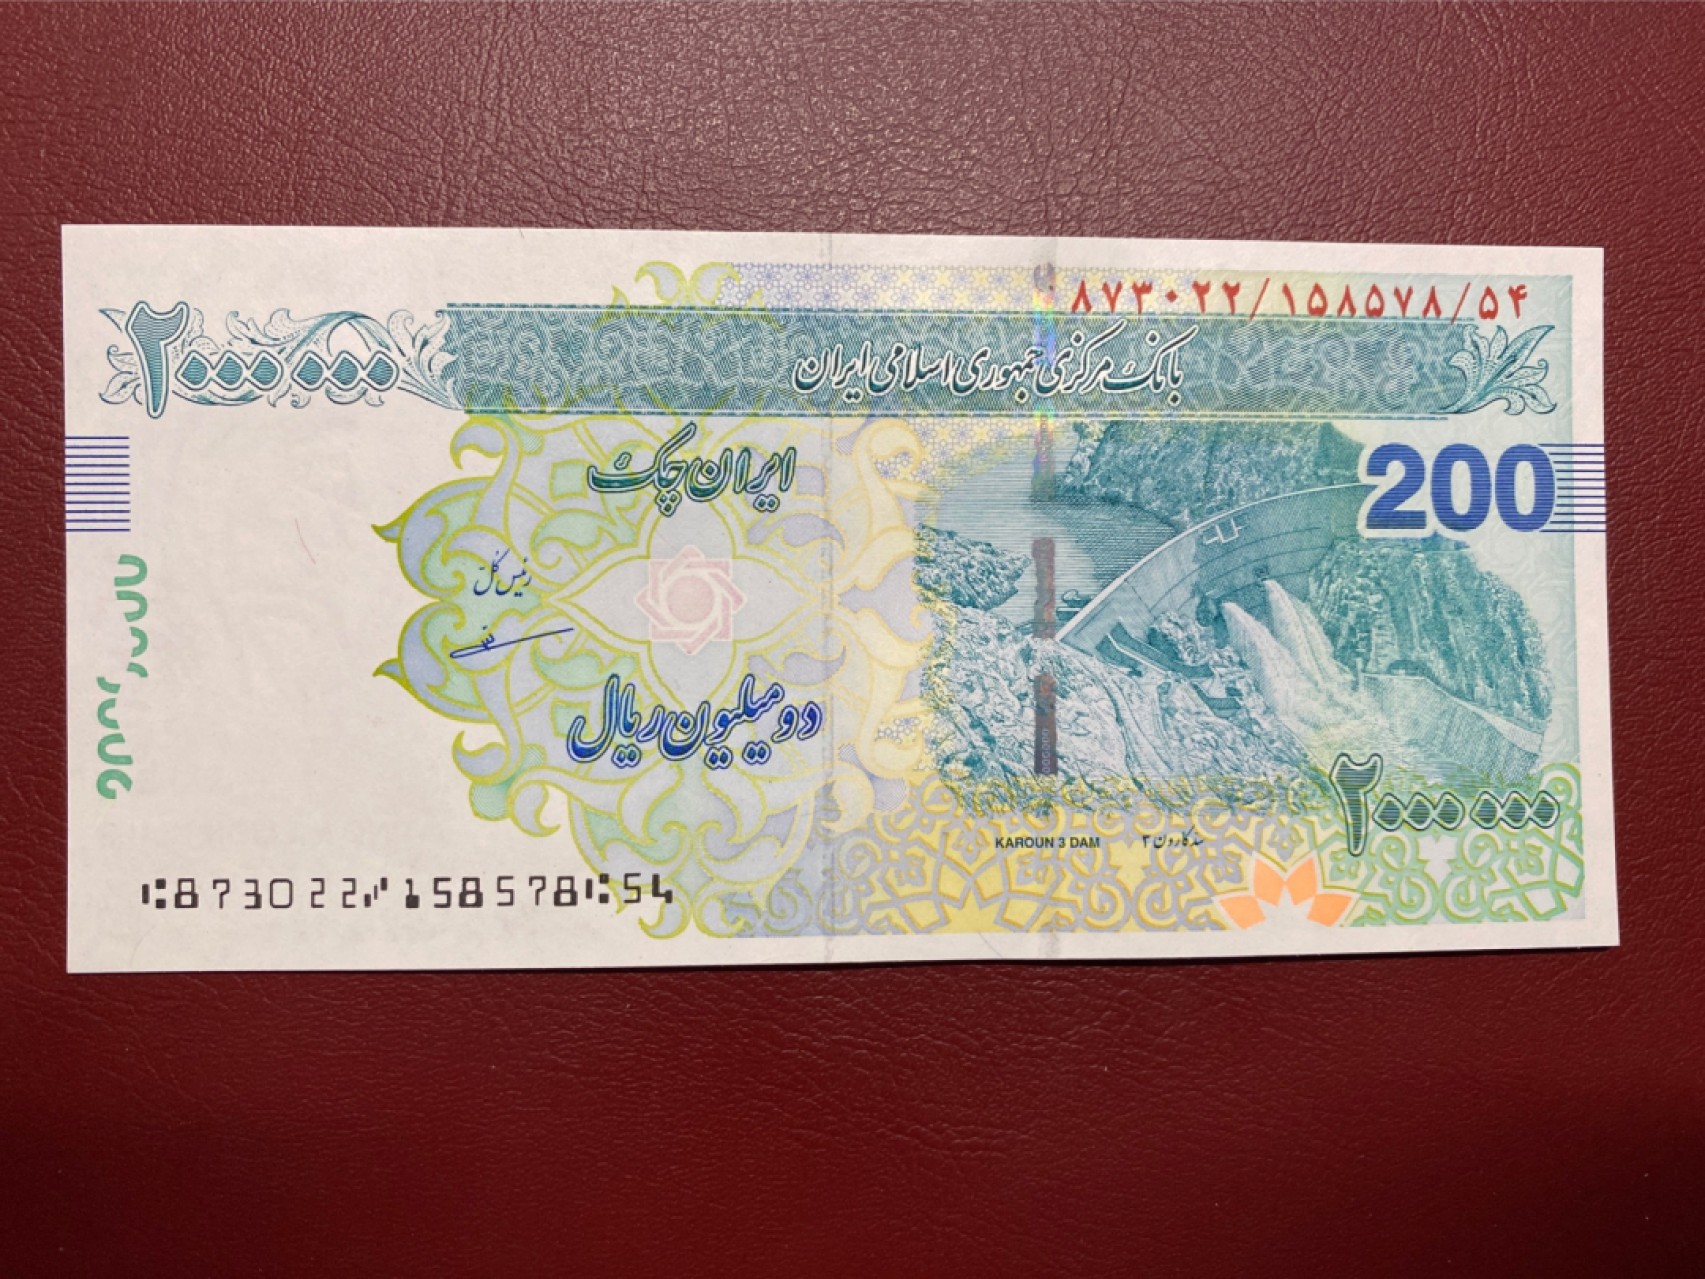 ۸۷۳۰۲۲/۱۵۸۵۷۸/۵۴
۲۰۰۰۰۰۰
بانک مرکزی جمهوری اسلامی ایران
ایران چک
200
رئیس کل
دو میلیون ریال
۲۰۰۰۰۰۰
KAROUN 3 DAM سد کارون ۳
873022 158578 54